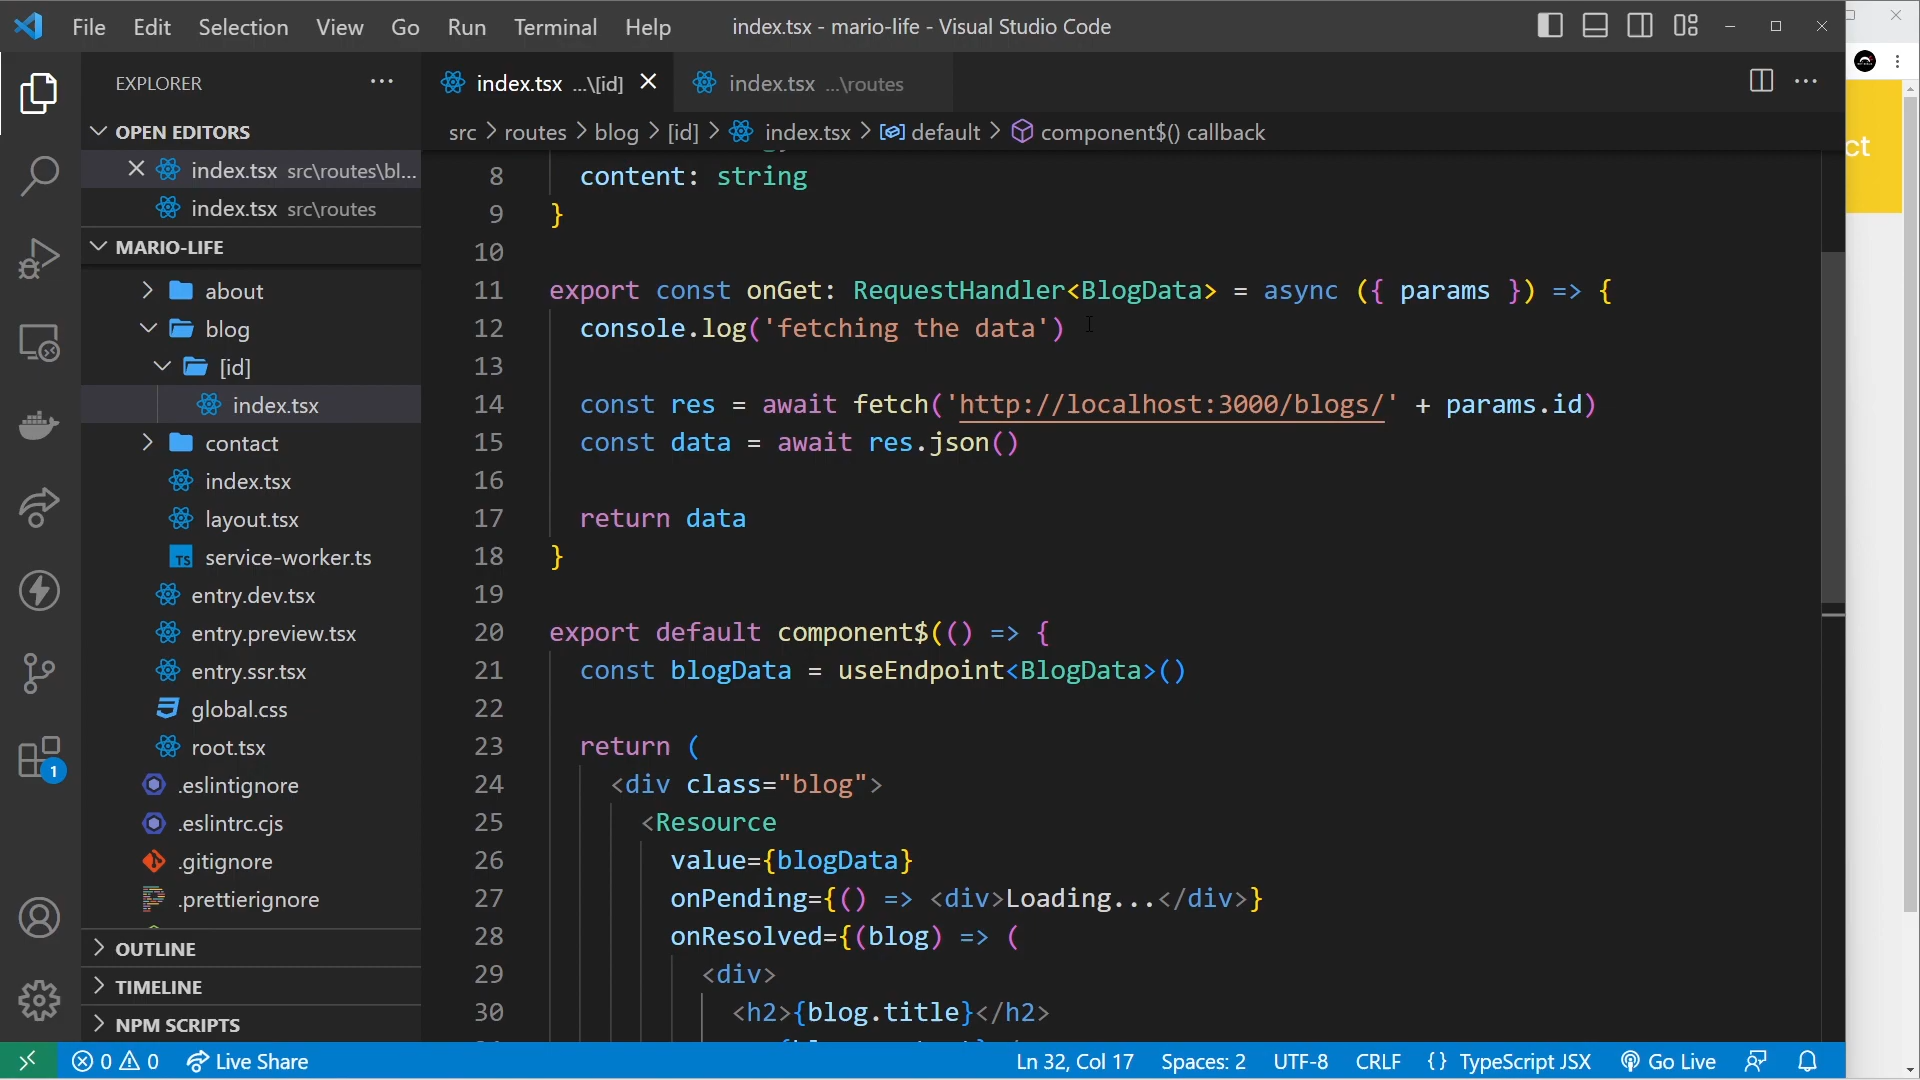 File Edit Selection View Go Run Terminal Help
index.tsx - mario-life - Visual Studio Code
EXPLORER
index.tsx ...\[id]
index.tsx ...\routes
src > routes > blog > [id] > index.tsx > default > component$() callback
OPEN EDITORS
index.tsx src\routes\bl...
index.tsx src\routes
MARIO-LIFE
about
blog
[id]
index.tsx
contact
index.tsx
layout.tsx
service-worker.ts
entry.dev.tsx
entry.preview.tsx
entry.ssr.tsx
global.css
root.tsx
.eslintignore
.eslintrc.cjs
.gitignore
.prettierignore
OUTLINE
TIMELINE
NPM SCRIPTS
1
8 content: string
9 }
10
11 export const onGet: RequestHandler<BlogData> = async ({ params }) => {
12 console.log('fetching the data')
13
14 const res = await fetch('http://localhost:3000/blogs/' + params.id)
15 const data = await res.json()
16
17 return data
18 }
19
20 export default component$(() => {
21 const blogData = useEndpoint<BlogData>()
22
23 return (
24 <div class="blog">
25 <Resource
26 value={blogData}
27 onPending={() => <div>Loading...</div>}
28 onResolved={(blog) => (
29 <div>
30 <h2>{blog.title}</h2>
ct
0 0 Live Share
Ln 32, Col 17 Spaces: 2 UTF-8 CRLF {} TypeScript JSX Go Live